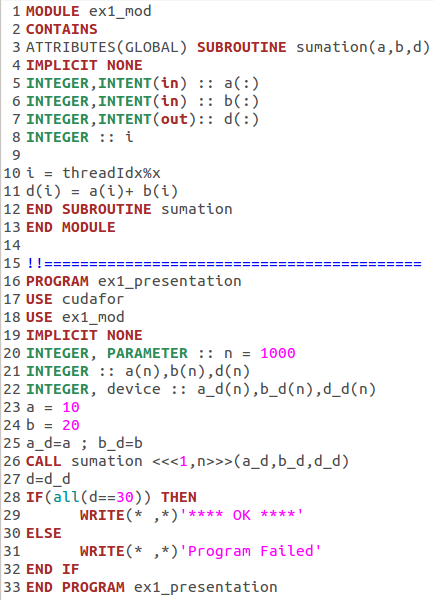 1 MODULE ex1_mod
2 CONTAINS
3 ATTRIBUTES(GLOBAL) SUBROUTINE sumation(a,b,d)
4 IMPLICIT NONE
5 INTEGER,INTENT(in) :: a(:)
6 INTEGER,INTENT(in) :: b(:)
7 INTEGER,INTENT(out):: d(:)
8 INTEGER :: i
9
10 i = threadIdx%x
11 d(i) = a(i)+ b(i)
12 END SUBROUTINE sumation
13 END MODULE
14
15 !!==========================================
16 PROGRAM ex1_presentation
17 USE cudafor
18 USE ex1_mod
19 IMPLICIT NONE
20 INTEGER, PARAMETER :: n = 1000
21 INTEGER :: a(n),b(n),d(n)
22 INTEGER, device :: a_d(n),b_d(n),d_d(n)
23 a = 10
24 b = 20
25 a_d=a ; b_d=b
26 CALL sumation <<<1,n>>>(a_d,b_d,d_d)
27 d=d_d
28 IF(all(d==30)) THEN
29       WRITE(* ,*)'**** OK ****'
30 ELSE
31       WRITE(* ,*)'Program Failed'
32 END IF
33 END PROGRAM ex1_presentation